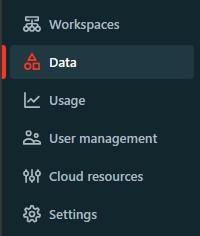 Workspaces
Data
Usage
User management
Cloud resources
Settings